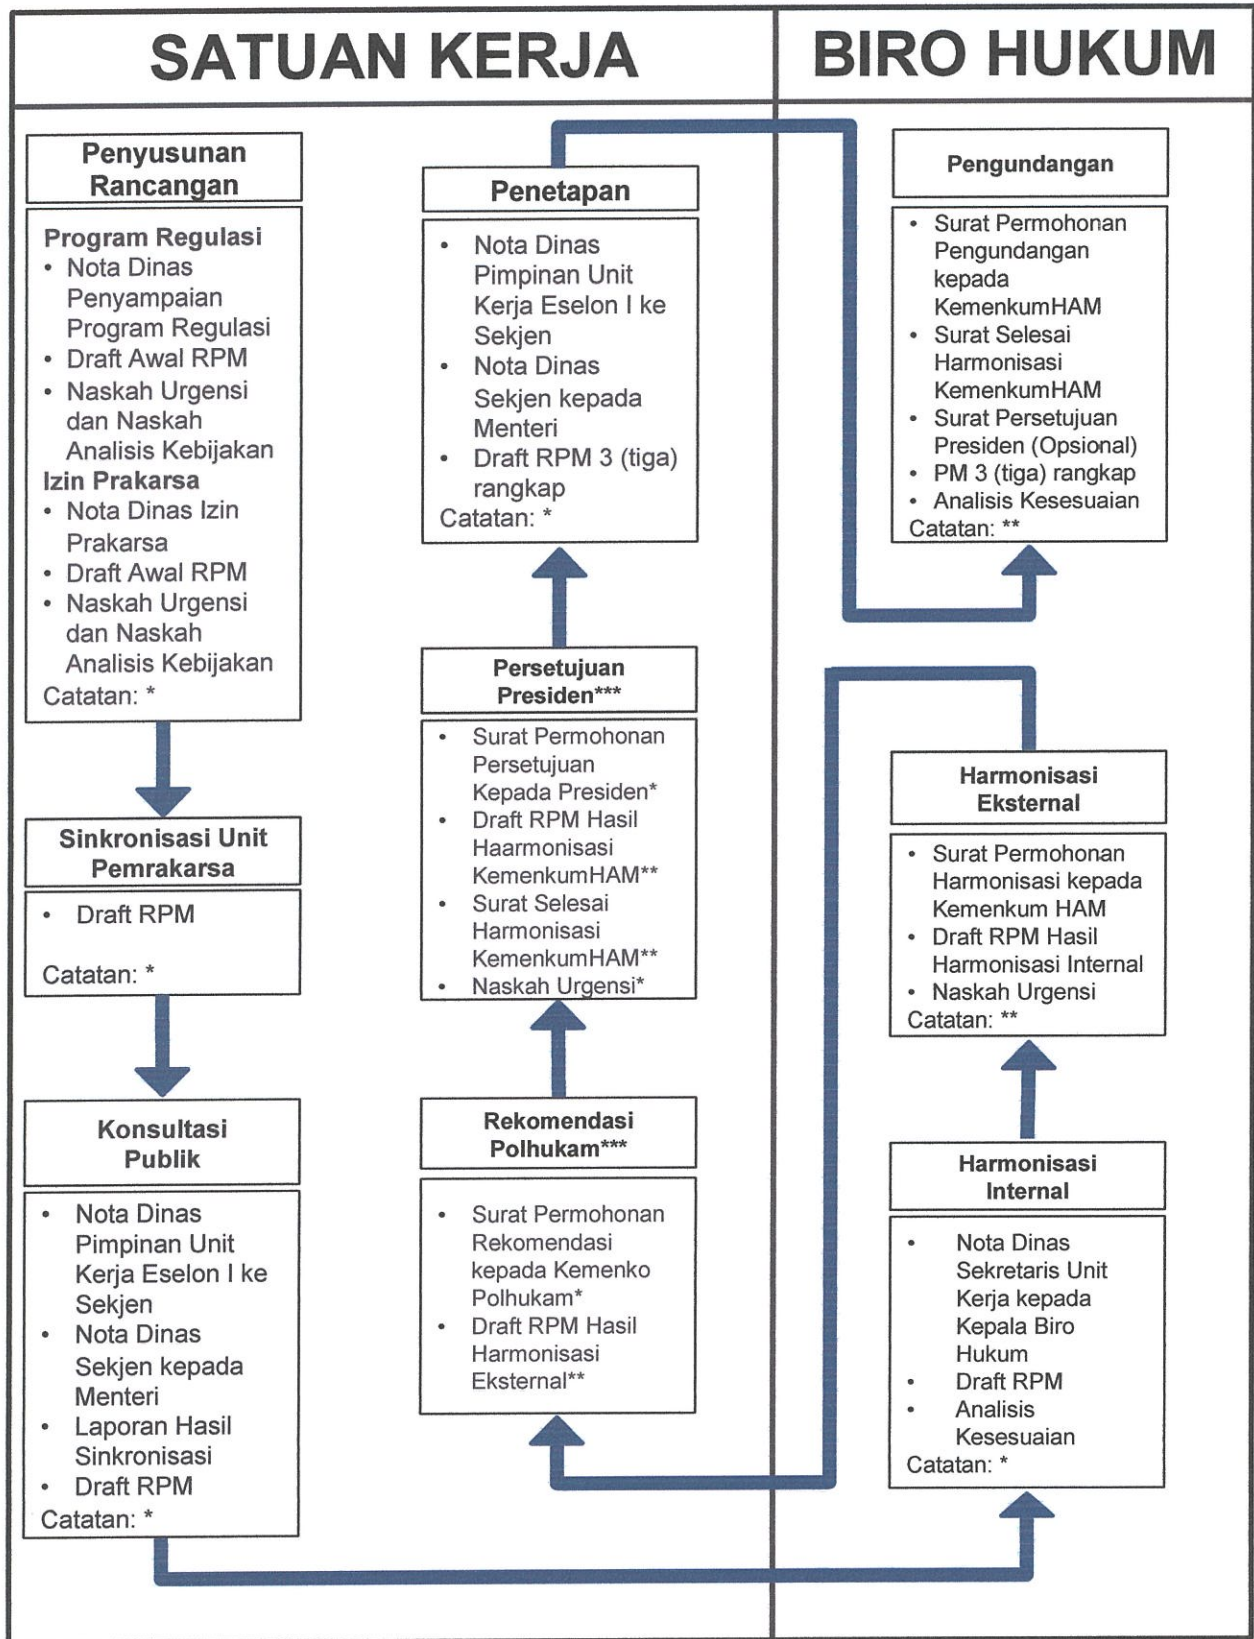 SATUAN KERJA
BIRO HUKUM
Penyusunan
Rancangan
Program Regulasi
• Nota Dinas
Penyampaian
Program Regulasi
• Draft Awal RPM
• Naskah Urgensi
dan Naskah
Analisis Kebijakan
Izin Prakarsa
• Nota Dinas Izin
Prakarsa
• Draft Awal RPM
• Naskah Urgensi
dan Naskah
Analisis Kebijakan
Catatan: *
Sinkronisasi Unit
Pemrakarsa
• Draft RPM
Catatan: *
Konsultasi
Publik
• Nota Dinas
Pimpinan Unit
Kerja Eselon I ke
Sekjen
• Nota Dinas
Sekjen kepada
Menteri
• Laporan Hasil
Sinkronisasi
• Draft RPM
Catatan: *
Penetapan
• Nota Dinas
Pimpinan Unit
Kerja Eselon I ke
Sekjen
• Nota Dinas
Sekjen kepada
Menteri
• Draft RPM 3 (tiga)
rangkap
Catatan: *
Persetujuan
Presiden***
• Surat Permohonan
Persetujuan
Kepada Presiden*
• Draft RPM Hasil
Haarmonisasi
KemenkumHAM**
• Surat Selesai
Harmonisasi
KemenkumHAM**
• Naskah Urgensi*
Rekomendasi
Polhukam***
• Surat Permohonan
Rekomendasi
kepada Kemenko
Polhukam*
• Draft RPM Hasil
Harmonisasi
Eksternal**
Pengundangan
• Surat Permohonan
Pengundangan
kepada
KemenkumHAM
• Surat Selesai
Harmonisasi
KemenkumHAM
• Surat Persetujuan
Presiden (Opsional)
• PM 3 (tiga) rangkap
• Analisis Kesesuaian
Catatan: **
Harmonisasi
Eksternal
• Surat Permohonan
Harmonisasi kepada
Kemenkum HAM
• Draft RPM Hasil
Harmonisasi Internal
• Naskah Urgensi
Catatan: **
Harmonisasi
Internal
• Nota Dinas
Sekretaris Unit
Kerja kepada
Kepala Biro
Hukum
• Draft RPM
• Analisis
Kesesuaian
Catatan: *